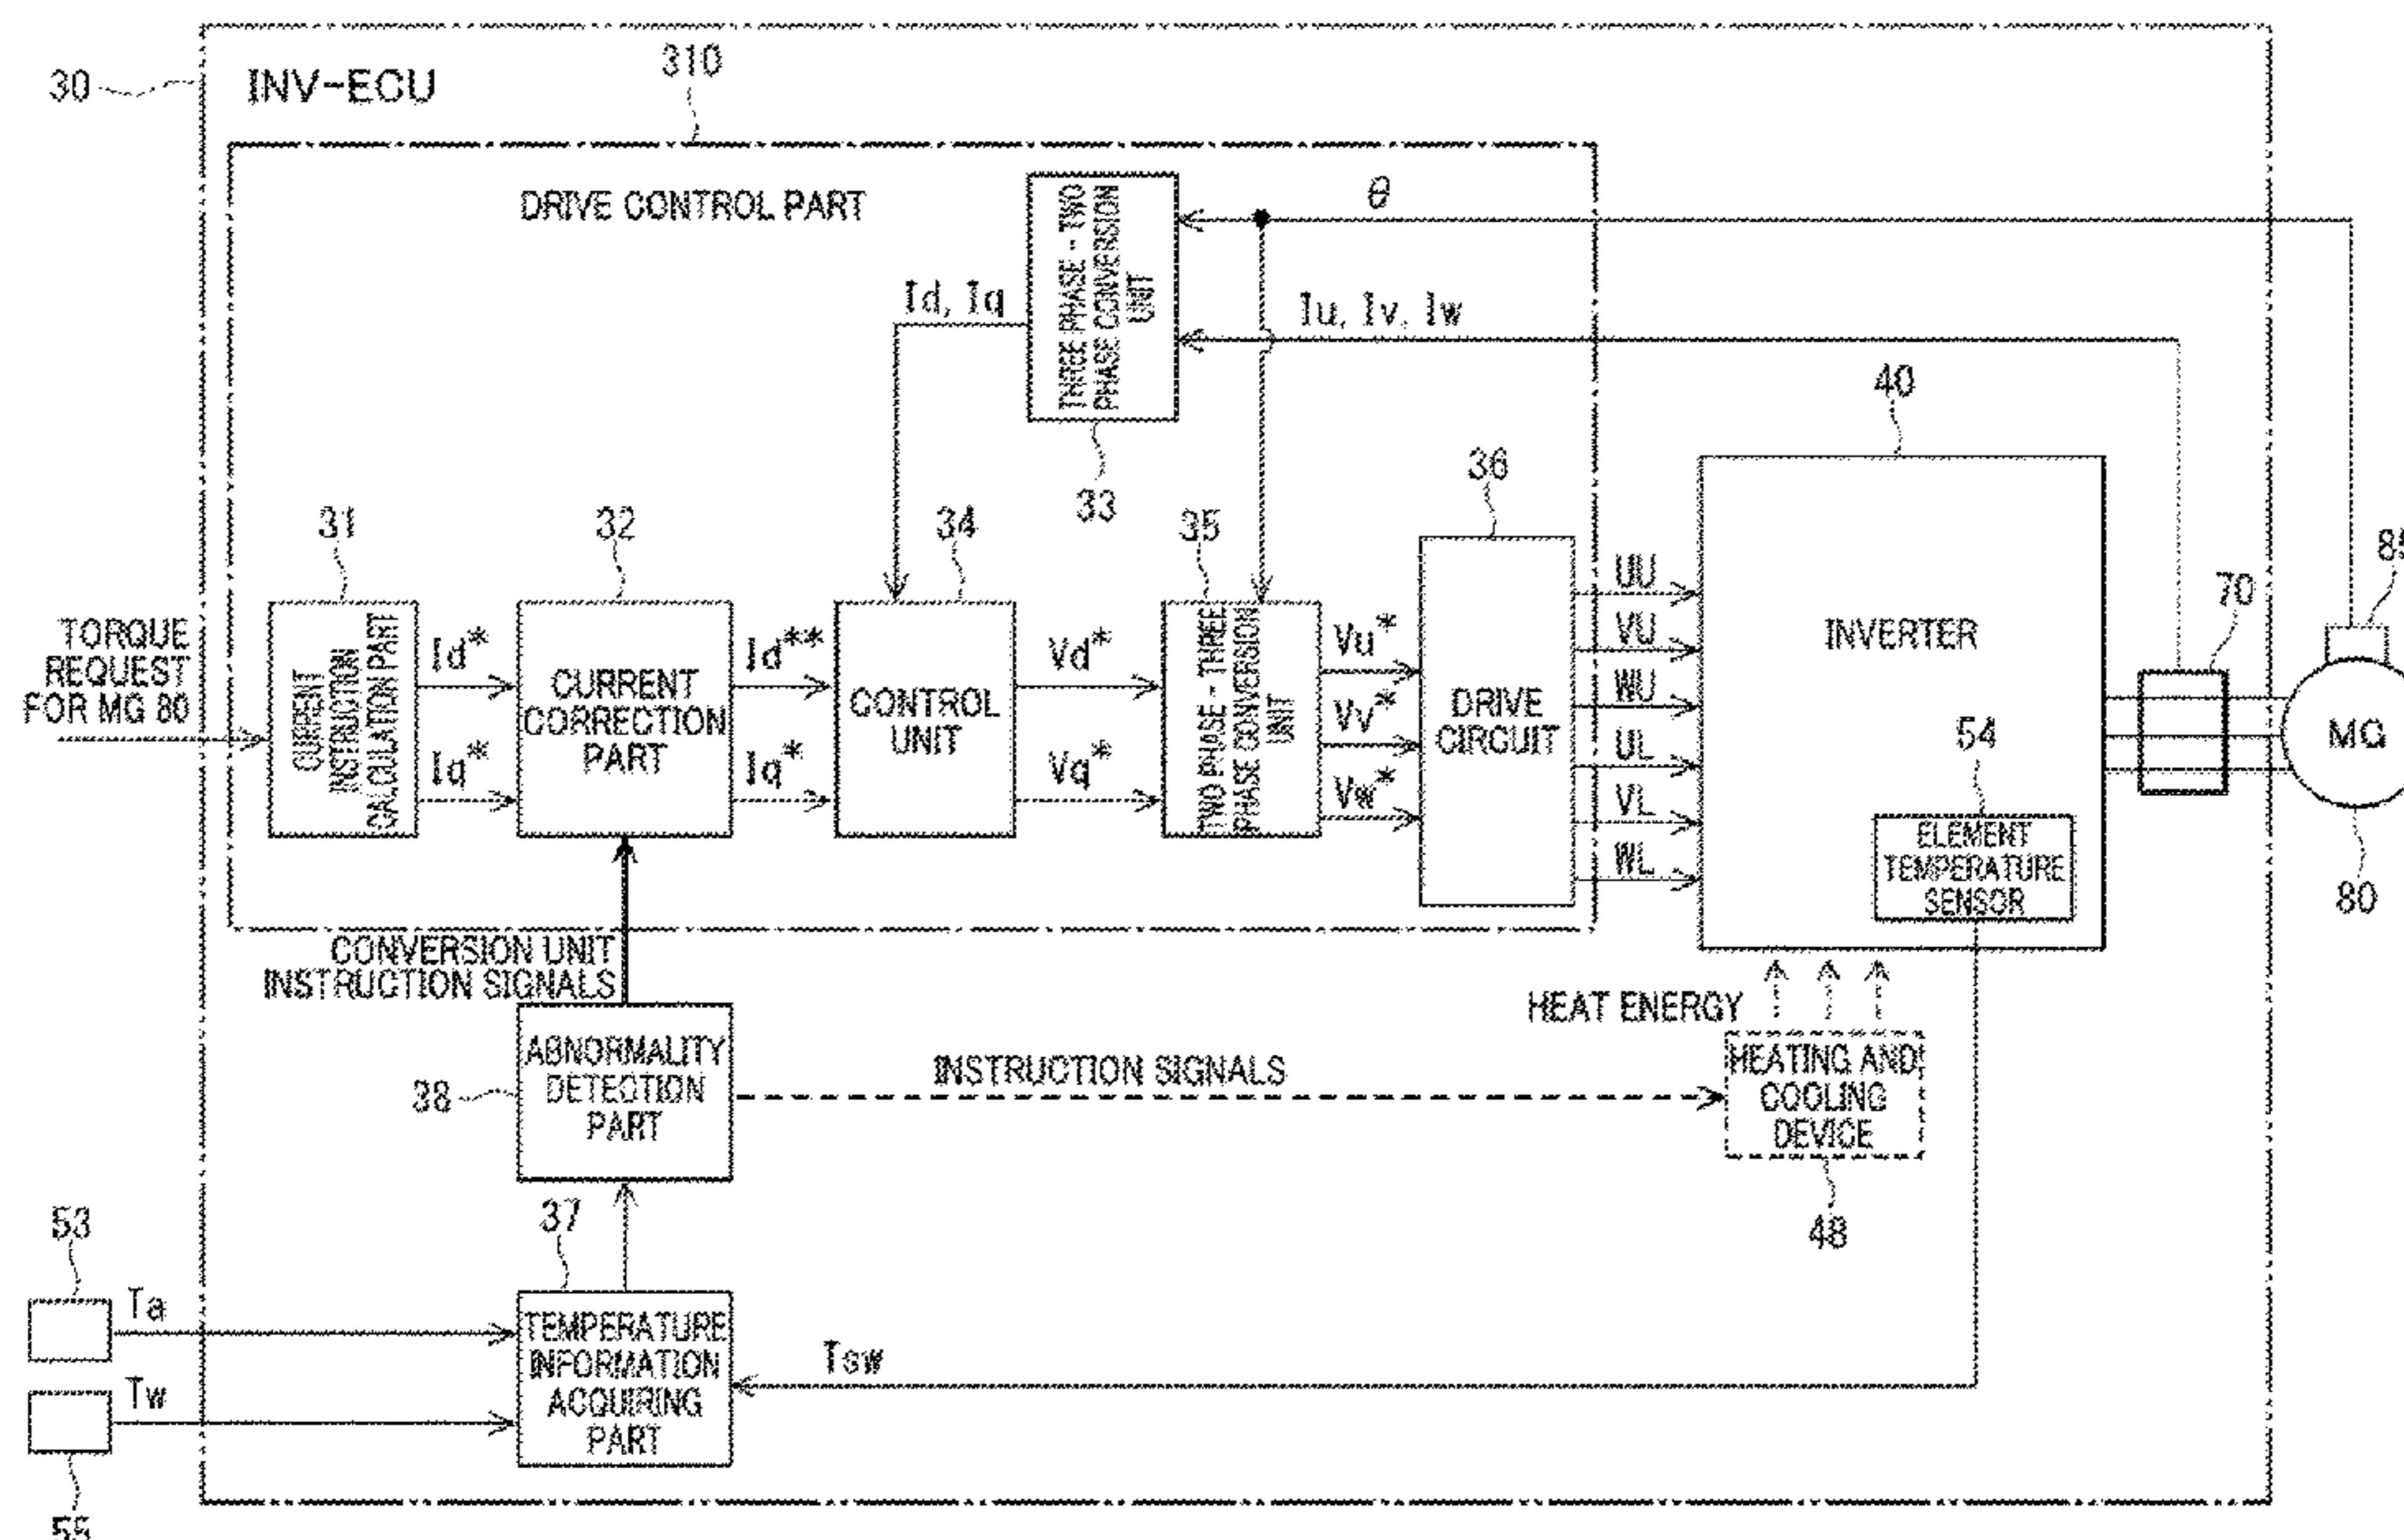 30
INV-ECU
310
DRIVE CONTROL PART
THREE PHASE - TWO
PHASE CONVERSION
UNIT
33
θ
Id, Iq
Iu, Iv, Iw
40
36
31
32
34
35
70
TORQUE
REQUEST
FOR MG 80
CURRENT
INSTRUCTION
CALCULATION PART
Id*
Iq*
CURRENT
CORRECTION
PART
Id**
Iq*
CONTROL
UNIT
Vd*
Vq*
TWO PHASE - THREE
PHASE CONVERSION
UNIT
Vu*
Vv*
Vw*
DRIVE
CIRCUIT
UU
VU
WU
UL
VL
WL
INVERTER
54
ELEMENT
TEMPERATURE
SENSOR
MG
80
CONVERSION UNIT
INSTRUCTION SIGNALS
HEAT ENERGY
38
ABNORMALITY
DETECTION
PART
INSTRUCTION SIGNALS
HEATING AND
COOLING
DEVICE
48
37
53
Ta
TEMPERATURE
INFORMATION
ACQUIRING
PART
Tsw
Tw
55